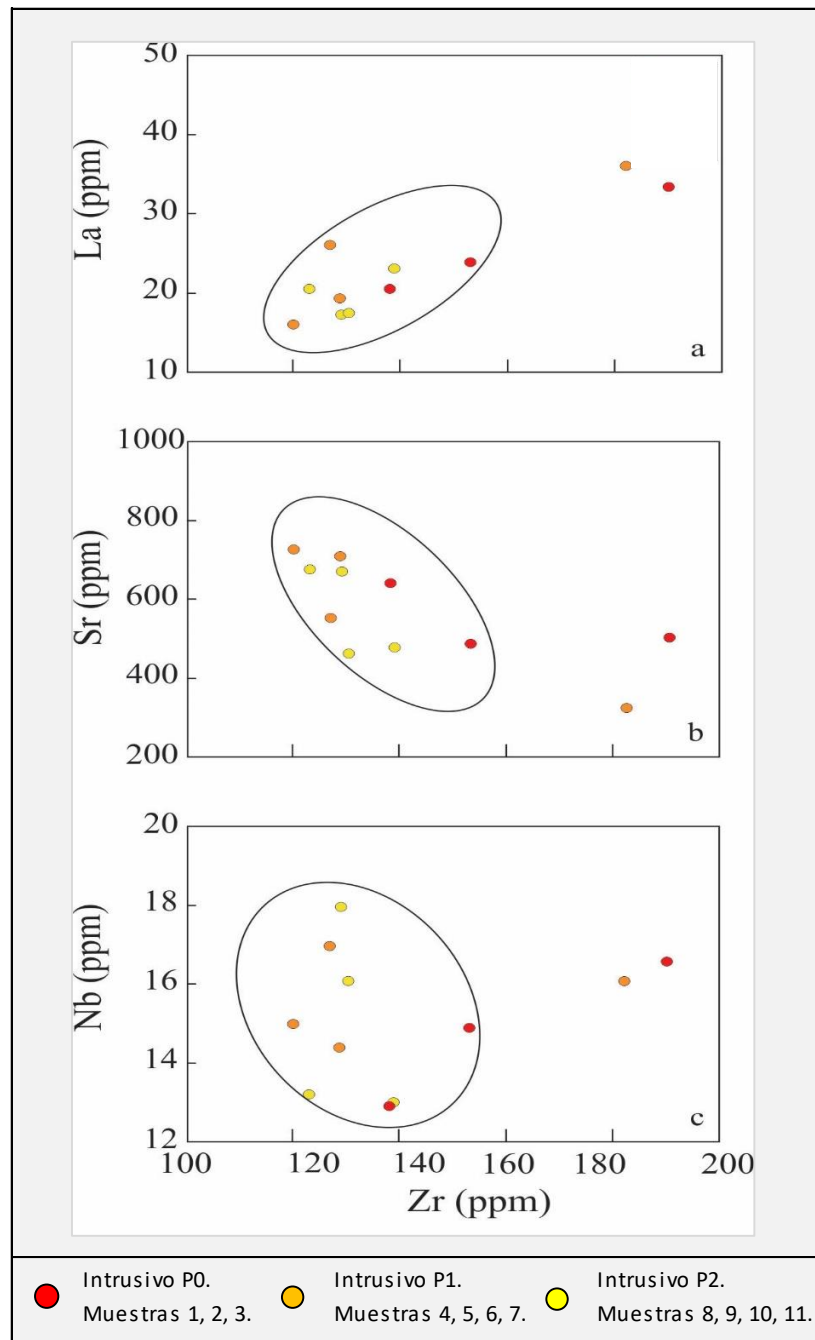 50
40
30
20
10
La (ppm)
a
1000
800
600
400
200
Sr (ppm)
b
20
18
16
14
12
Nb (ppm)
c
100 120 140 160 180 200
Zr (ppm)
Intrusivo P0.
Muestras 1, 2, 3.
Intrusivo P1.
Muestras 4, 5, 6, 7.
Intrusivo P2.
Muestras 8, 9, 10, 11.